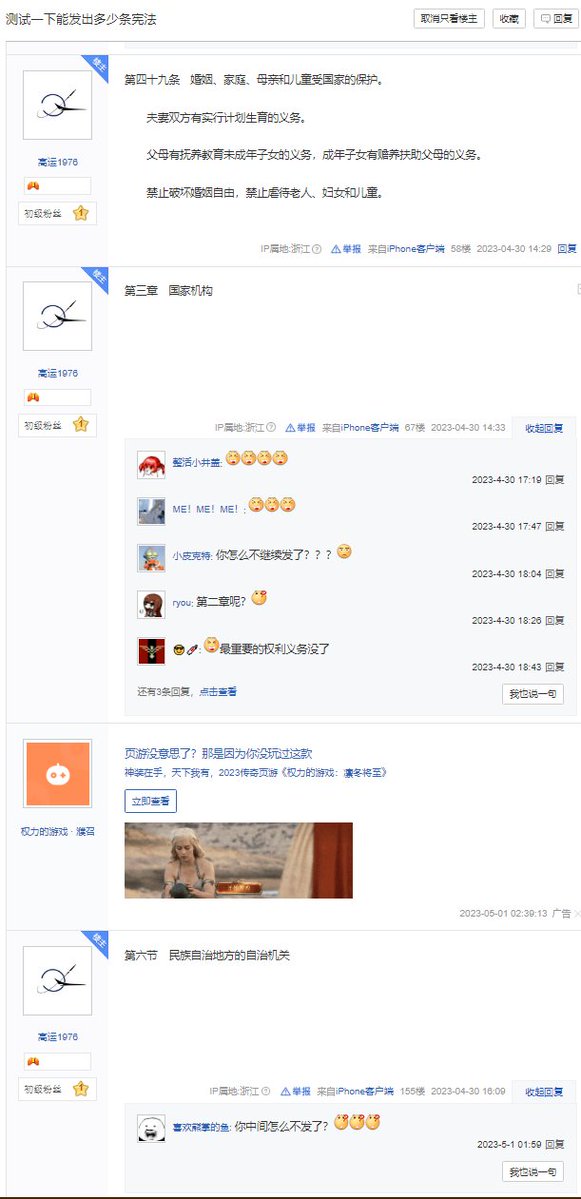 测试一下能发出多少条宪法
取消只看楼主 收藏 回复
楼主
第四十九条 婚姻、家庭、母亲和儿童受国家的保护。
夫妻双方有实行计划生育的义务。
父母有抚养教育未成年子女的义务，成年子女有赡养扶助父母的义务。
禁止破坏婚姻自由，禁止虐待老人、妇女和儿童。
高运1976
初级粉丝 1
IP属地:浙江 举报 来自iPhone客户端 58楼 2023-04-30 14:29 回复
楼主
第三章 国家机构
高运1976
初级粉丝 1
IP属地:浙江 举报 来自iPhone客户端 67楼 2023-04-30 14:33 收起回复
整活小井盖:
2023-4-30 17:19 回复
ME！ME！ME！:
2023-4-30 17:47 回复
小皮克特: 你怎么不继续发了？？？
2023-4-30 18:04 回复
ryou: 第二章呢？
2023-4-30 18:26 回复
: 最重要的权利义务没了
2023-4-30 18:43 回复
还有3条回复，点击查看
我也说一句
页游没意思了？那是因为你没玩过这款
神装在手，天下我有，2023传奇页游《权力的游戏：凛冬将至》
立即查看
权力的游戏·
2023-05-01 02:39:13 广告
楼主
第六节 民族自治地方的自治机关
高运1976
初级粉丝 1
IP属地:浙江 举报 来自iPhone客户端 155楼 2023-04-30 16:09 收起回复
喜欢熊掌的鱼: 你中间怎么不发了？
2023-5-1 01:59 回复
我也说一句